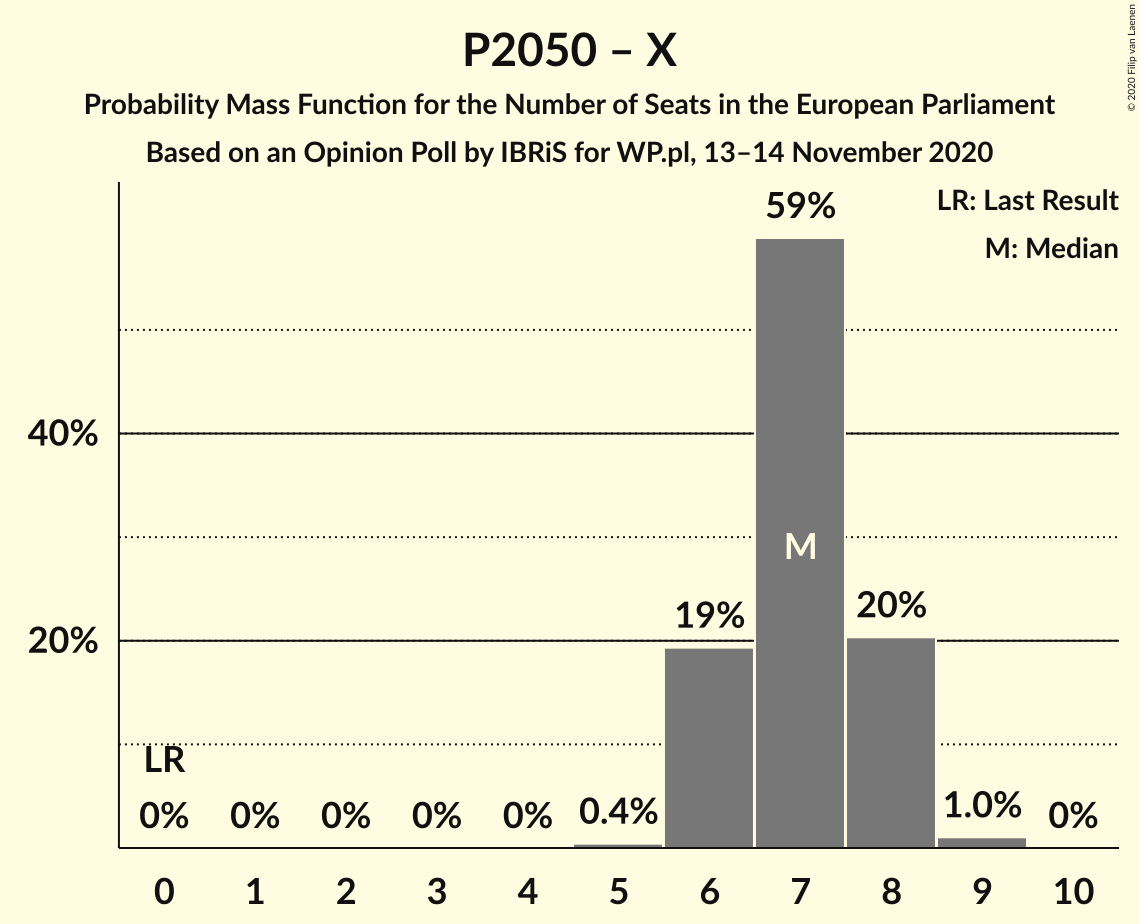 P2050 – X
Probability Mass Function for the Number of Seats in the European Parliament
Based on an Opinion Poll by IBRiS for WP.pl, 13–14 November 2020
© 2020 Filip van Laenen
LR: Last Result
M: Median
59%
40%
M
19%
20%
20%
LR
0%
0%
0%
0%
0%
0.4%
1.0%
0%
0 1 2 3 4 5 6 7 8 9 10